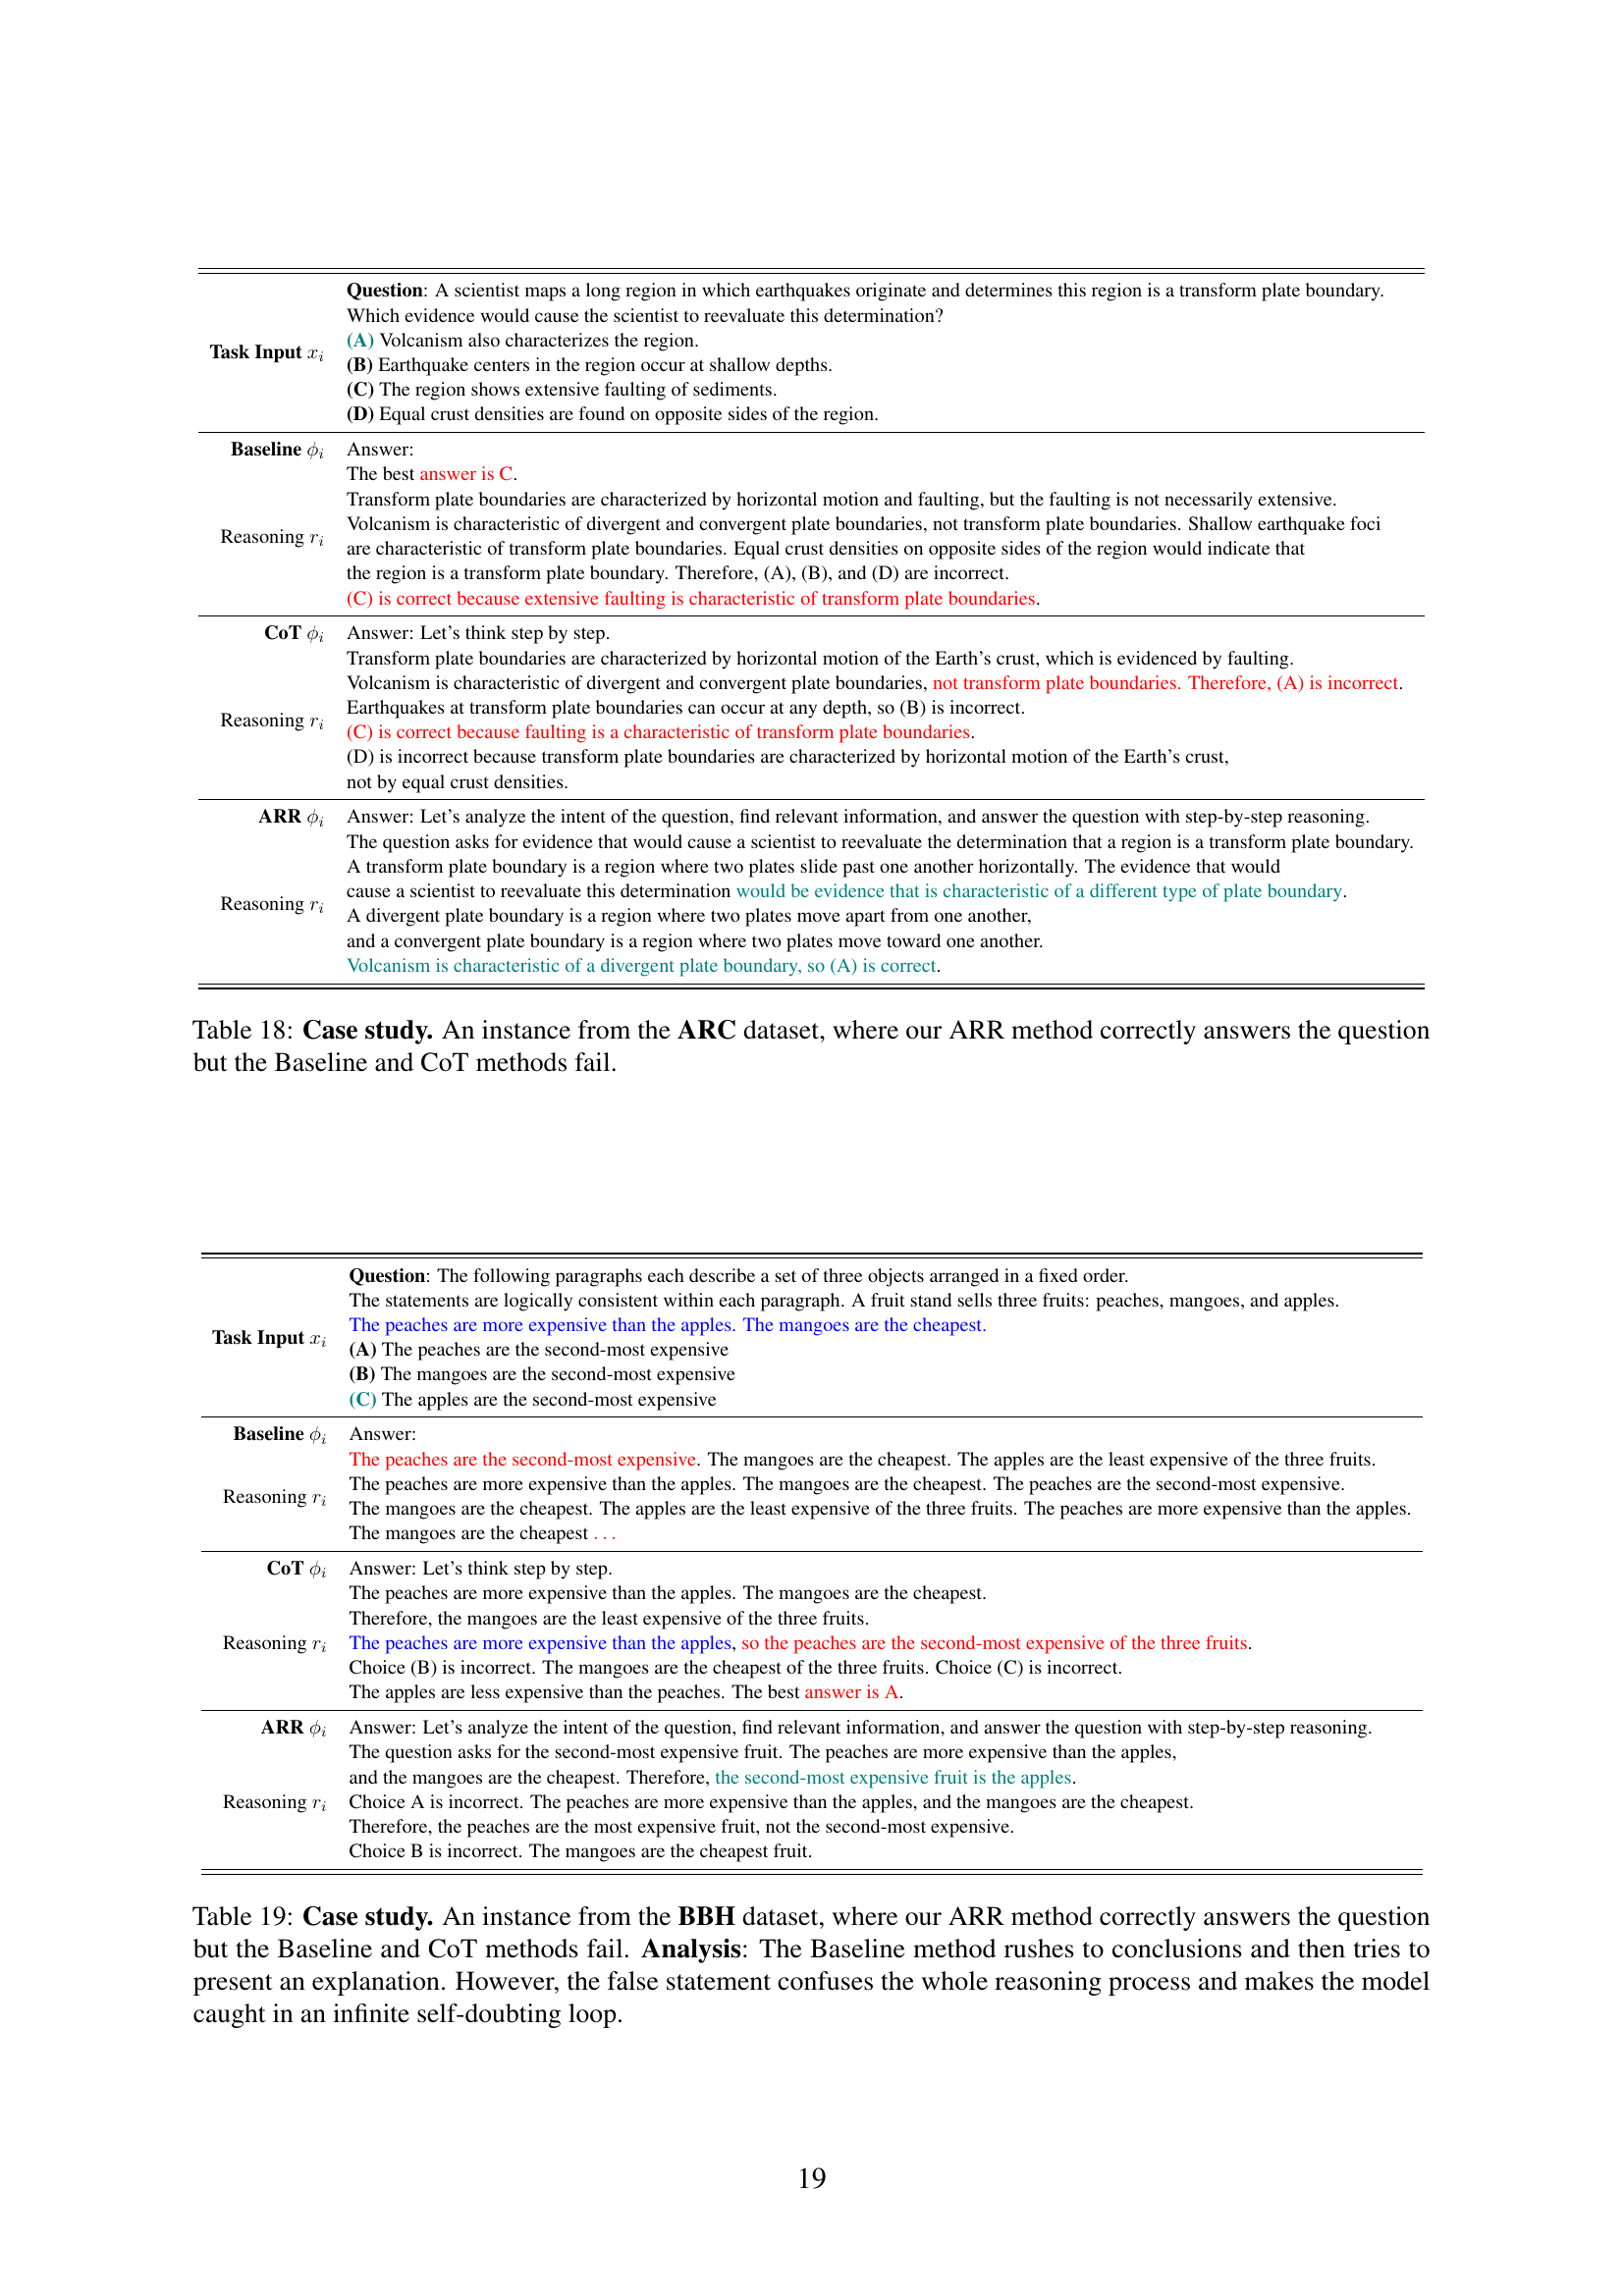 Question: A scientist maps a long region in which earthquakes originate and determines this region is a transform plate boundary.
Which evidence would cause the scientist to reevaluate this determination?
Task Input xᵢ
(A) Volcanism also characterizes the region.
(B) Earthquake centers in the region occur at shallow depths.
(C) The region shows extensive faulting of sediments.
(D) Equal crust densities are found on opposite sides of the region.
Baseline ϕᵢ Answer:
The best answer is C.
Transform plate boundaries are characterized by horizontal motion and faulting, but the faulting is not necessarily extensive.
Volcanism is characteristic of divergent and convergent plate boundaries, not transform plate boundaries. Shallow earthquake foci
Reasoning rᵢ
are characteristic of transform plate boundaries. Equal crust densities on opposite sides of the region would indicate that
the region is a transform plate boundary. Therefore, (A), (B), and (D) are incorrect.
(C) is correct because extensive faulting is characteristic of transform plate boundaries.
CoT ϕᵢ Answer: Let's think step by step.
Transform plate boundaries are characterized by horizontal motion of the Earth's crust, which is evidenced by faulting.
Volcanism is characteristic of divergent and convergent plate boundaries, not transform plate boundaries. Therefore, (A) is incorrect.
Earthquakes at transform plate boundaries can occur at any depth, so (B) is incorrect.
Reasoning rᵢ
(C) is correct because faulting is a characteristic of transform plate boundaries.
(D) is incorrect because transform plate boundaries are characterized by horizontal motion of the Earth's crust,
not by equal crust densities.
ARR ϕᵢ Answer: Let's analyze the intent of the question, find relevant information, and answer the question with step-by-step reasoning.
The question asks for evidence that would cause a scientist to reevaluate the determination that a region is a transform plate boundary.
A transform plate boundary is a region where two plates slide past one another horizontally. The evidence that would
cause a scientist to reevaluate this determination would be evidence that is characteristic of a different type of plate boundary.
Reasoning rᵢ
A divergent plate boundary is a region where two plates move apart from one another,
and a convergent plate boundary is a region where two plates move toward one another.
Volcanism is characteristic of a divergent plate boundary, so (A) is correct.
Table 18: Case study. An instance from the ARC dataset, where our ARR method correctly answers the question
but the Baseline and CoT methods fail.
Question: The following paragraphs each describe a set of three objects arranged in a fixed order.
The statements are logically consistent within each paragraph. A fruit stand sells three fruits: peaches, mangoes, and apples.
The peaches are more expensive than the apples. The mangoes are the cheapest.
Task Input xᵢ
(A) The peaches are the second-most expensive
(B) The mangoes are the second-most expensive
(C) The apples are the second-most expensive
Baseline ϕᵢ Answer:
The peaches are the second-most expensive. The mangoes are the cheapest. The apples are the least expensive of the three fruits.
The peaches are more expensive than the apples. The mangoes are the cheapest. The peaches are the second-most expensive.
Reasoning rᵢ
The mangoes are the cheapest. The apples are the least expensive of the three fruits. The peaches are more expensive than the apples.
The mangoes are the cheapest . . .
CoT ϕᵢ Answer: Let's think step by step.
The peaches are more expensive than the apples. The mangoes are the cheapest.
Therefore, the mangoes are the least expensive of the three fruits.
Reasoning rᵢ The peaches are more expensive than the apples, so the peaches are the second-most expensive of the three fruits.
Choice (B) is incorrect. The mangoes are the cheapest of the three fruits. Choice (C) is incorrect.
The apples are less expensive than the peaches. The best answer is A.
ARR ϕᵢ Answer: Let's analyze the intent of the question, find relevant information, and answer the question with step-by-step reasoning.
The question asks for the second-most expensive fruit. The peaches are more expensive than the apples,
and the mangoes are the cheapest. Therefore, the second-most expensive fruit is the apples.
Reasoning rᵢ Choice A is incorrect. The peaches are more expensive than the apples, and the mangoes are the cheapest.
Therefore, the peaches are the most expensive fruit, not the second-most expensive.
Choice B is incorrect. The mangoes are the cheapest fruit.
Table 19: Case study. An instance from the BBH dataset, where our ARR method correctly answers the question
but the Baseline and CoT methods fail. Analysis: The Baseline method rushes to conclusions and then tries to
present an explanation. However, the false statement confuses the whole reasoning process and makes the model
caught in an infinite self-doubting loop.
19